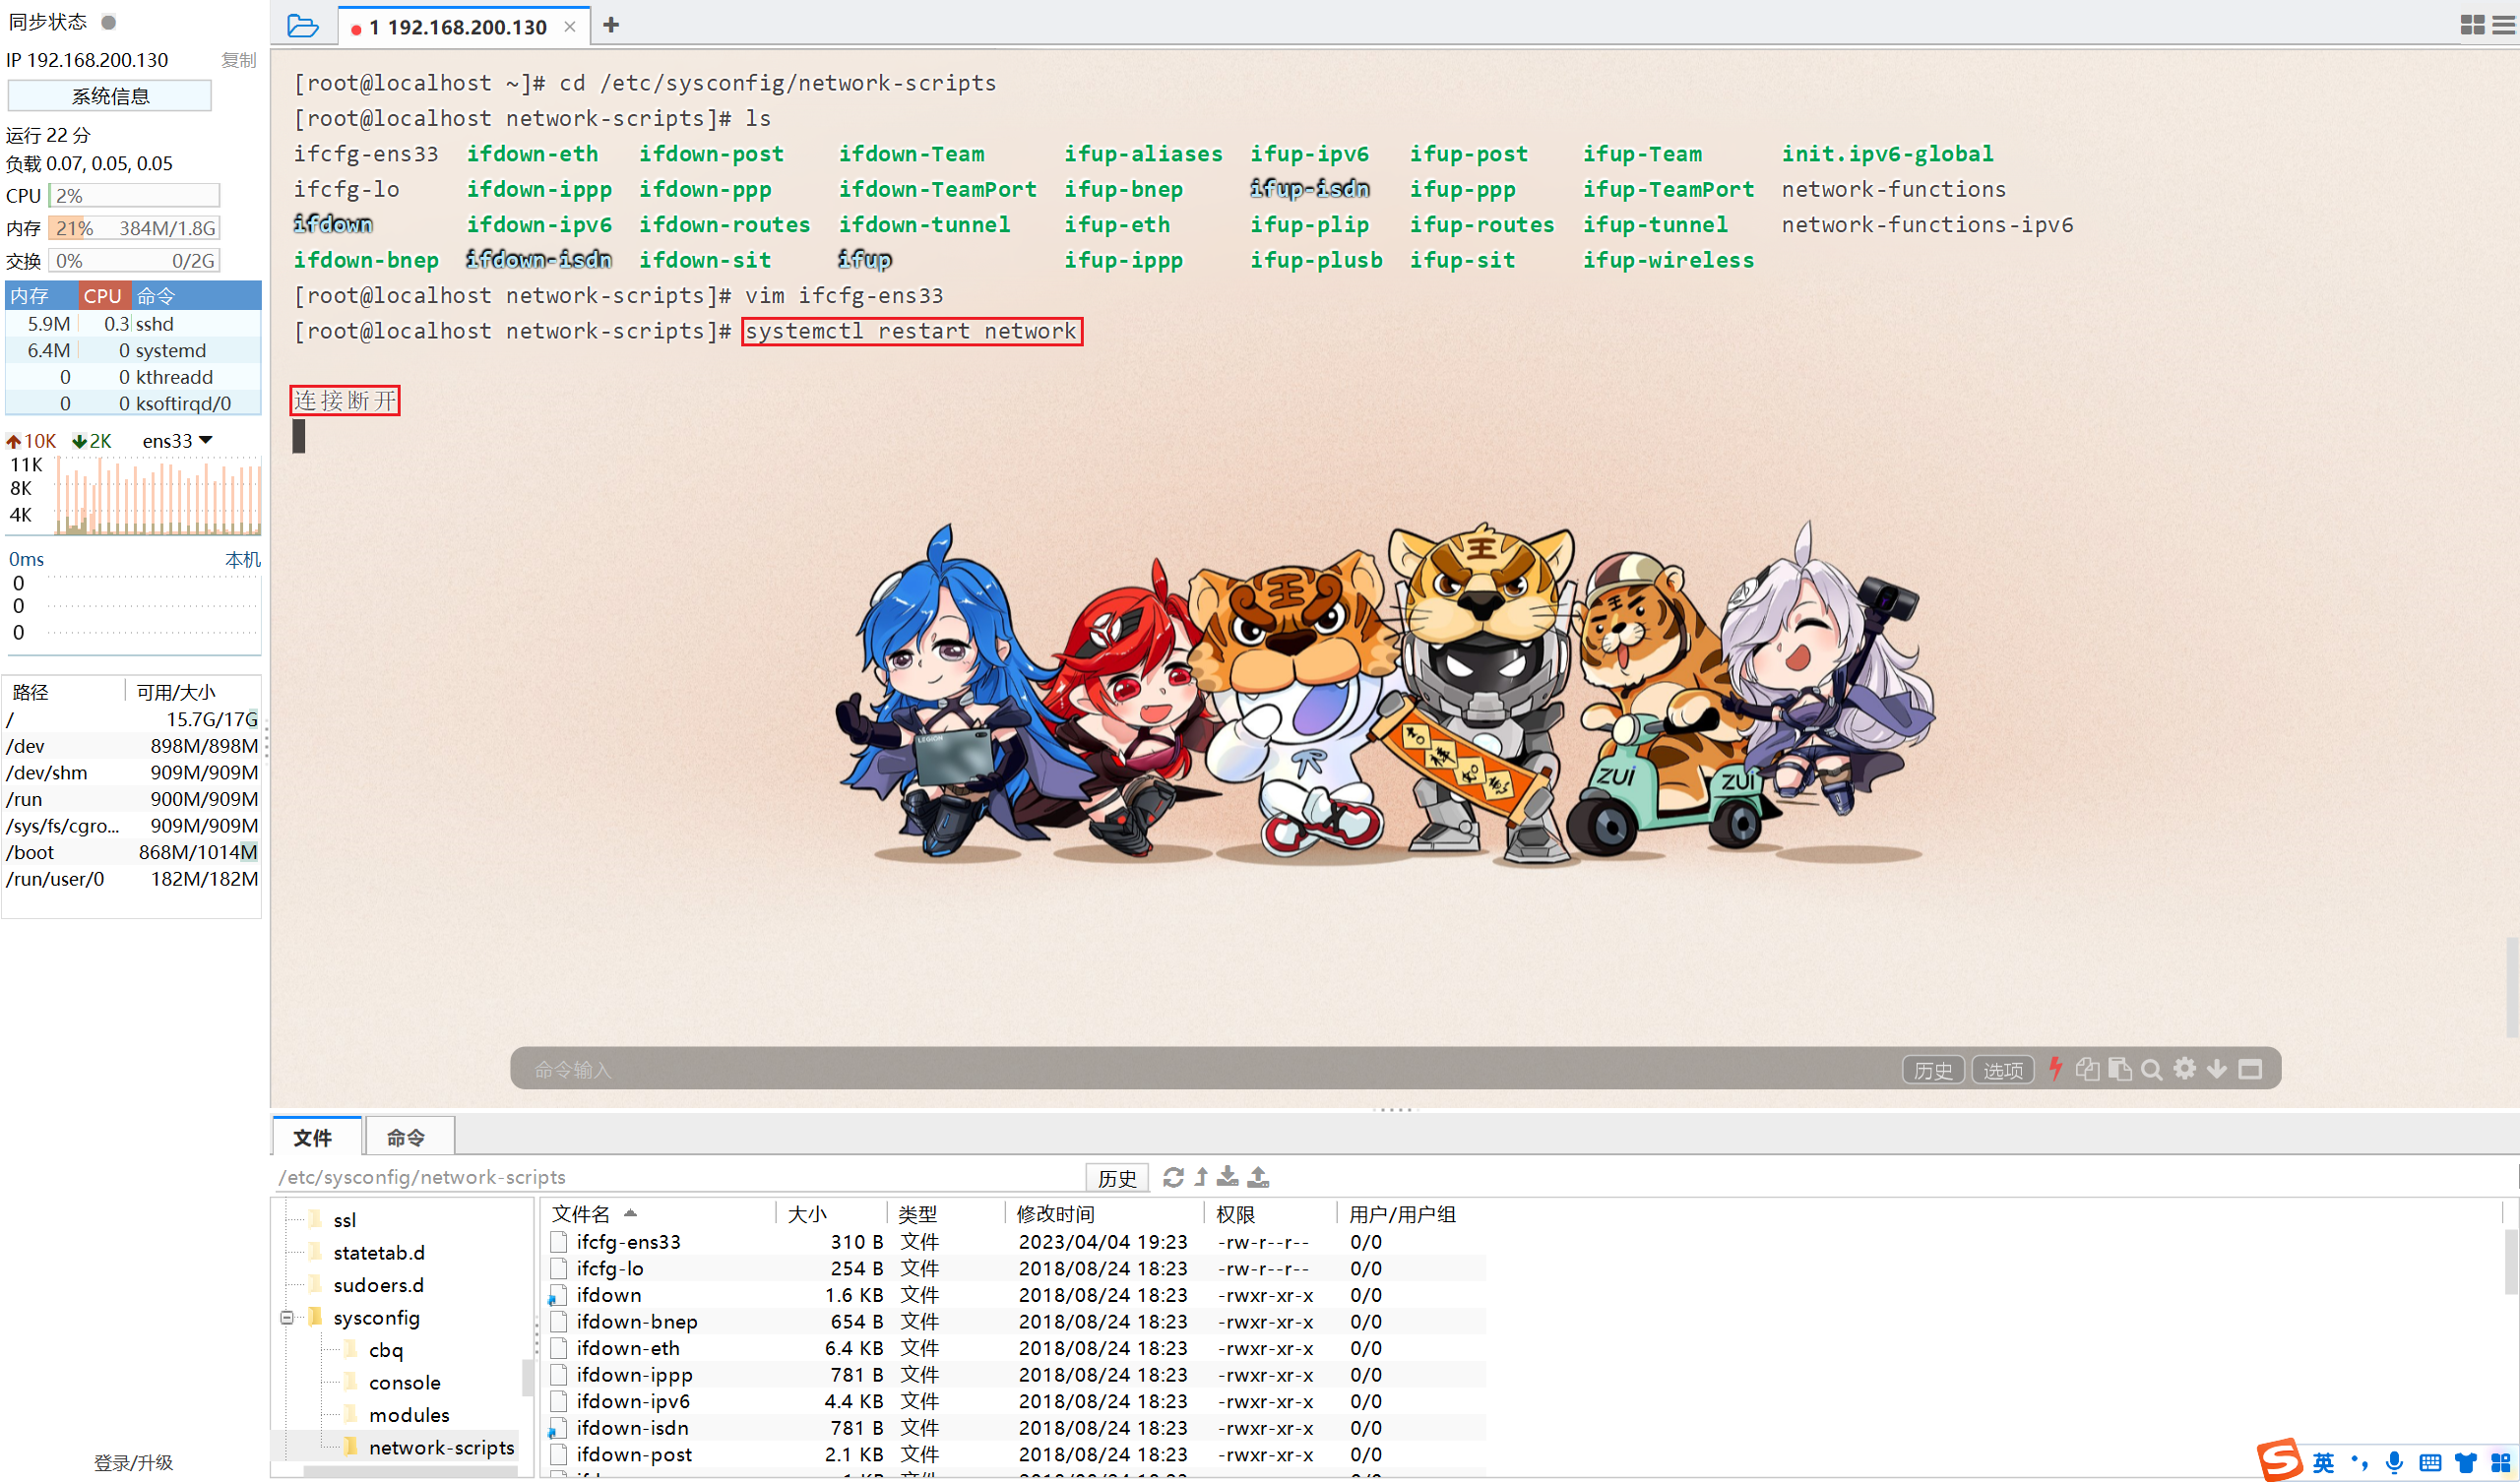 同步状态
IP 192.168.200.130 复制
系统信息
运行 22 分
负载 0.07, 0.05, 0.05
CPU 2%
内存 21% 384M/1.8G
交换 0% 0/2G
内存 CPU 命令
5.9M 0.3 sshd
6.4M 0 systemd
0 0 kthreadd
0 0 ksoftirqd/0
10K 2K ens33
11K
8K
4K
0ms 本机
0
0
0
路径 可用/大小
/ 15.7G/17G
/dev 898M/898M
/dev/shm 909M/909M
/run 900M/909M
/sys/fs/cgro... 909M/909M
/boot 868M/1014M
/run/user/0 182M/182M
登录/升级
1 192.168.200.130
[root@localhost ~]# cd /etc/sysconfig/network-scripts
[root@localhost network-scripts]# ls
ifcfg-ens33 ifdown-eth ifdown-post ifdown-Team ifup-aliases ifup-ipv6 ifup-post ifup-Team init.ipv6-global
ifcfg-lo ifdown-ippp ifdown-ppp ifdown-TeamPort ifup-bnep ifup-isdn ifup-ppp ifup-TeamPort network-functions
ifdown ifdown-ipv6 ifdown-routes ifdown-tunnel ifup-eth ifup-plip ifup-routes ifup-tunnel network-functions-ipv6
ifdown-bnep ifdown-isdn ifdown-sit ifup ifup-ippp ifup-plusb ifup-sit ifup-wireless
[root@localhost network-scripts]# vim ifcfg-ens33
[root@localhost network-scripts]# systemctl restart network
连接断开
王
王
王
LEGION
ZUI
ZUI
命令输入 历史 选项
文件 命令
/etc/sysconfig/network-scripts 历史
ssl
statetab.d
sudoers.d
sysconfig
cbq
console
modules
network-scripts
文件名 大小 类型 修改时间 权限 用户/用户组
ifcfg-ens33 310 B 文件 2023/04/04 19:23 -rw-r--r-- 0/0
ifcfg-lo 254 B 文件 2018/08/24 18:23 -rw-r--r-- 0/0
ifdown 1.6 KB 文件 2018/08/24 18:23 -rwxr-xr-x 0/0
ifdown-bnep 654 B 文件 2018/08/24 18:23 -rwxr-xr-x 0/0
ifdown-eth 6.4 KB 文件 2018/08/24 18:23 -rwxr-xr-x 0/0
ifdown-ippp 781 B 文件 2018/08/24 18:23 -rwxr-xr-x 0/0
ifdown-ipv6 4.4 KB 文件 2018/08/24 18:23 -rwxr-xr-x 0/0
ifdown-isdn 781 B 文件 2018/08/24 18:23 -rwxr-xr-x 0/0
ifdown-post 2.1 KB 文件 2018/08/24 18:23 -rwxr-xr-x 0/0
英